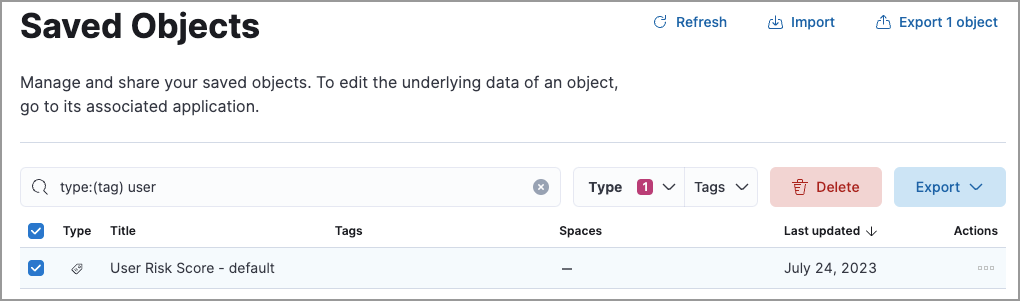 Saved Objects
Refresh
Import
Export 1 object
Manage and share your saved objects. To edit the underlying data of an object,
go to its associated application.
type:(tag) user
Type 1
Tags
Delete
Export
Type Title Tags Spaces Last updated Actions
User Risk Score - default — July 24, 2023